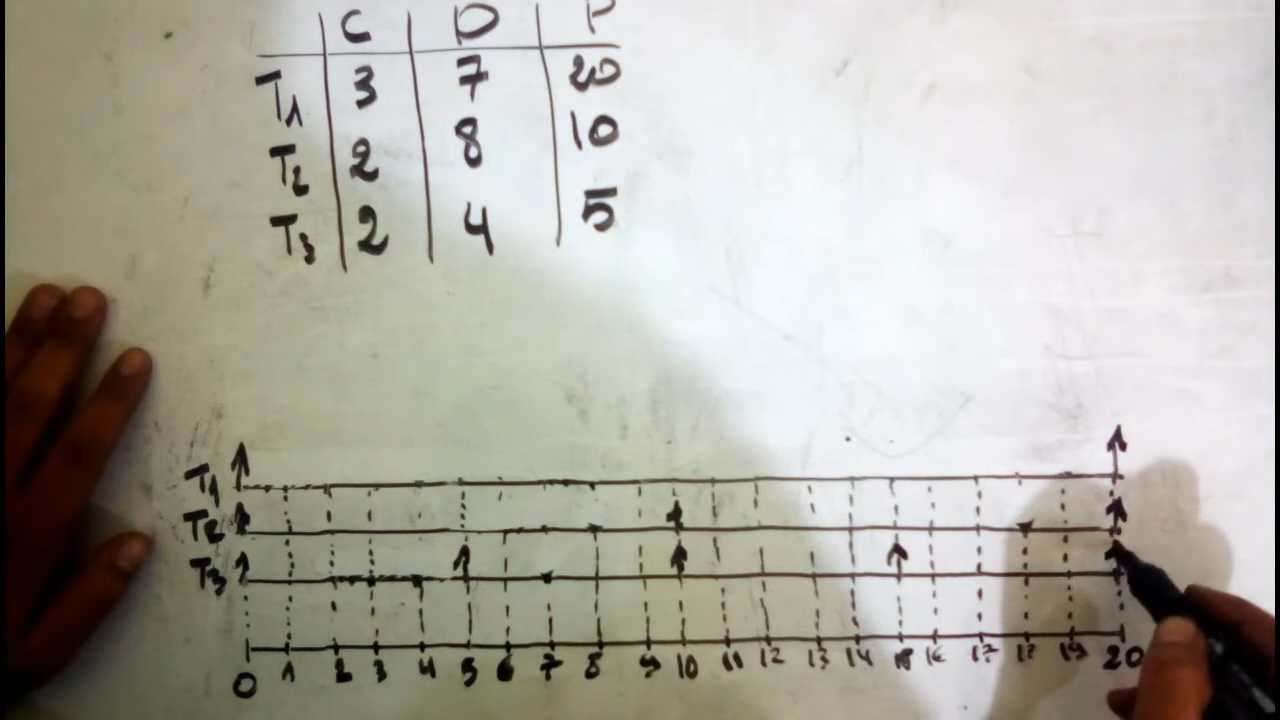 C D P
T1 3 7 20
T2 2 8 10
T3 2 4 5
T1
T2
T3
0 1 2 3 4 5 6 7 8 9 10 11 12 13 14 15 16 17 18 19 20